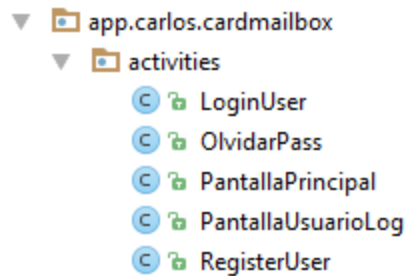 app.carlos.cardmailbox
activities
C LoginUser
C OlvidarPass
C PantallaPrincipal
C PantallaUsuarioLog
C RegisterUser